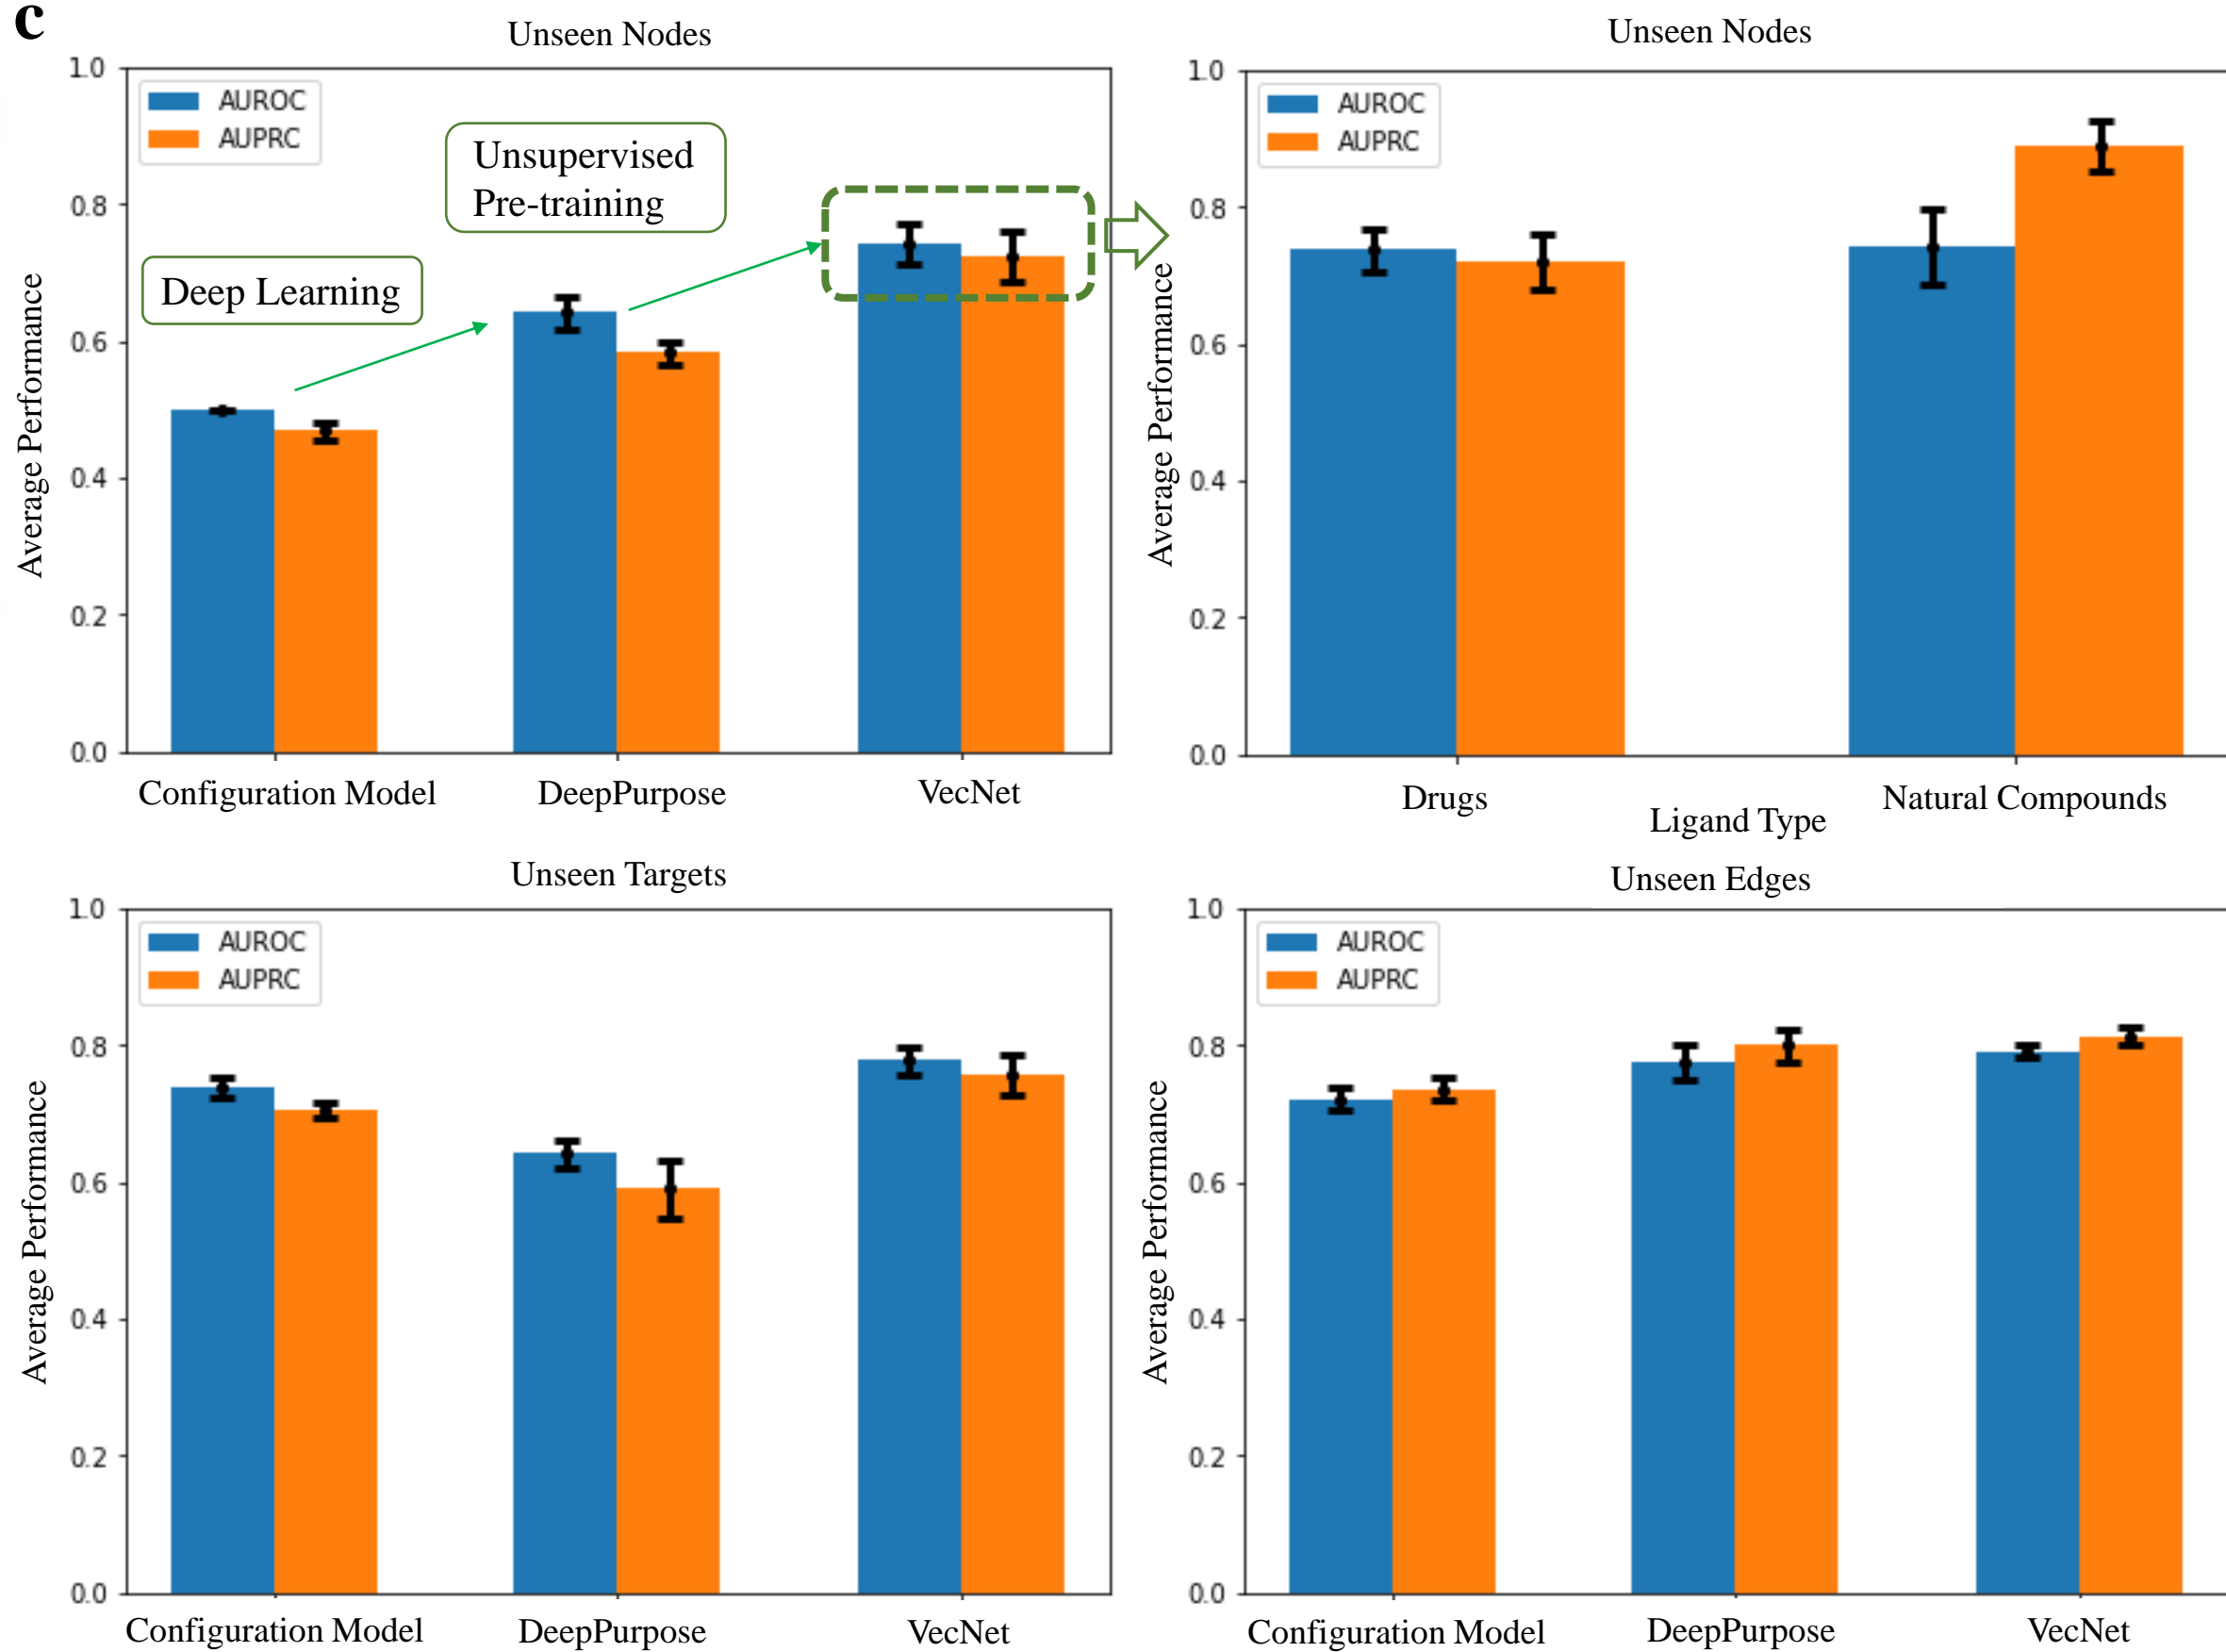 c
Unseen Nodes
1.0
0.8
0.6
0.4
0.2
0.0
Average Performance
AUROC
AUPRC
Deep Learning
Unsupervised
Pre-training
Configuration Model
DeepPurpose
VecNet
Unseen Nodes
1.0
0.8
0.6
0.4
0.2
0.0
Average Performance
AUROC
AUPRC
Drugs
Natural Compounds
Ligand Type
Unseen Targets
1.0
0.8
0.6
0.4
0.2
0.0
Average Performance
AUROC
AUPRC
Configuration Model
DeepPurpose
VecNet
Unseen Edges
1.0
0.8
0.6
0.4
0.2
0.0
Average Performance
AUROC
AUPRC
Configuration Model
DeepPurpose
VecNet